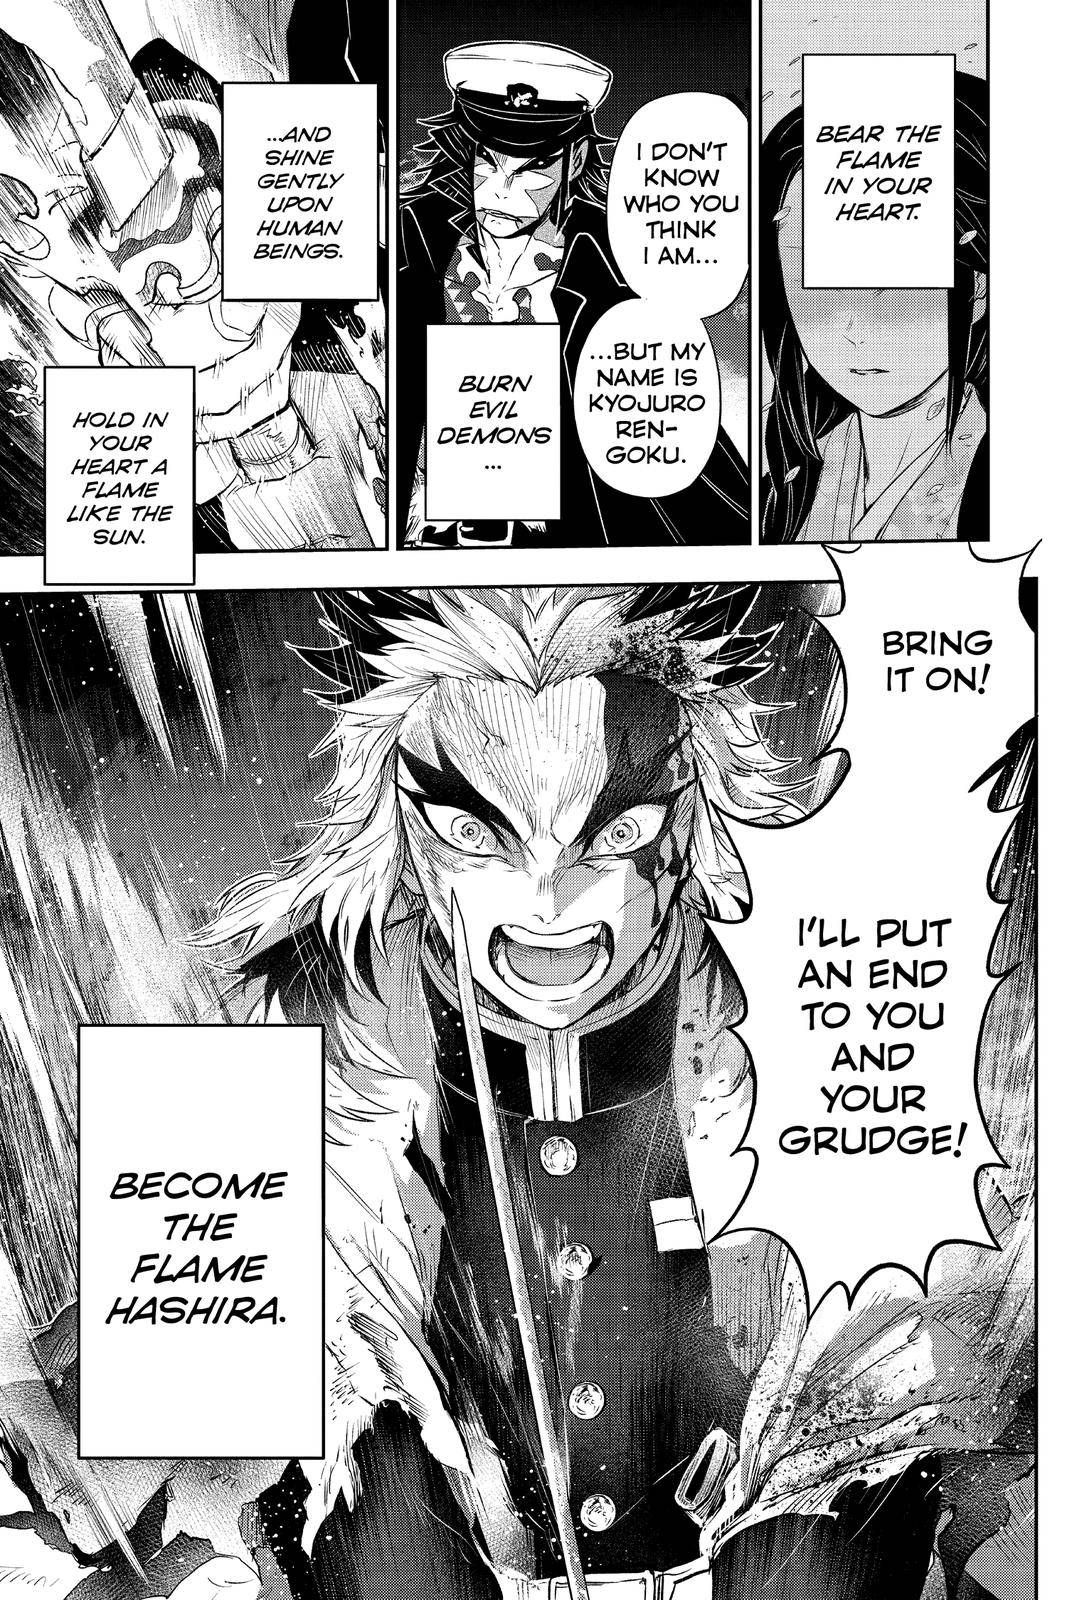 BEAR THE
FLAME
IN YOUR
HEART.
I DON'T
KNOW
WHO YOU
THINK
I AM...
...BUT MY
NAME IS
KYOJURO
REN-
GOKU.
BURN
EVIL
DEMONS
...
...AND
SHINE
GENTLY
UPON
HUMAN
BEINGS.
HOLD IN
YOUR
HEART A
FLAME
LIKE THE
SUN.
BRING
IT ON!
I'LL PUT
AN END
TO YOU
AND
YOUR
GRUDGE!
BECOME
THE
FLAME
HASHIRA.